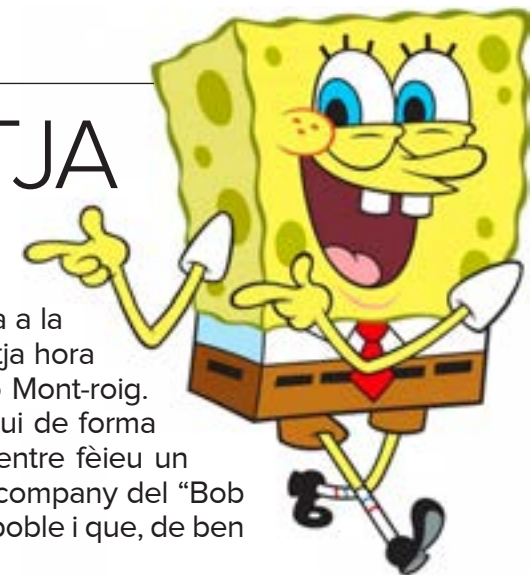 TJA
a a la
tja hora
Mont-roig.
ui de forma
entre fèieu un
company del “Bob
poble i que, de ben